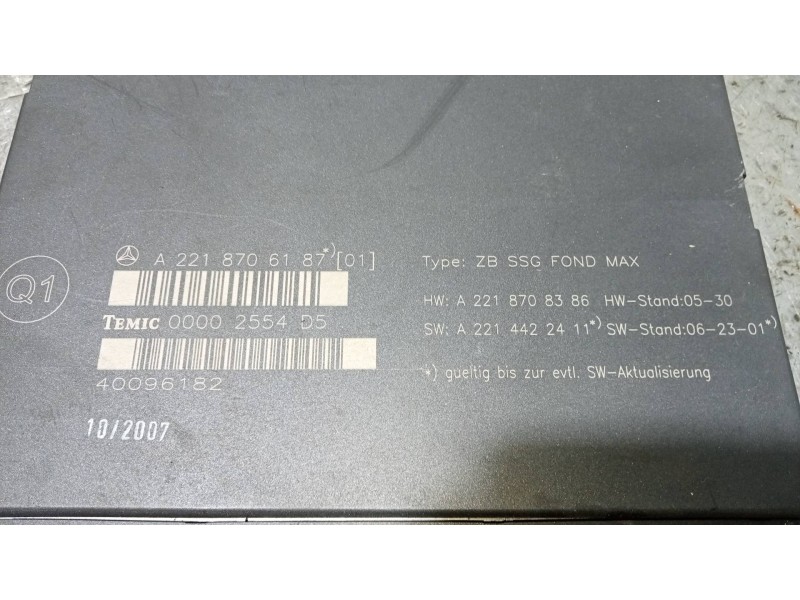 A 221 870 61 87*)[01]
Q1
TEMIC 0000 2554 D5
40096182
10/2007
Type: ZB SSG FOND MAX
HW: A 221 870 83 86 HW-Stand:05-30
SW: A 221 442 24 11*) SW-Stand:06-23-01*)
*) gueltig bis zur evtl. SW-Aktualisierung